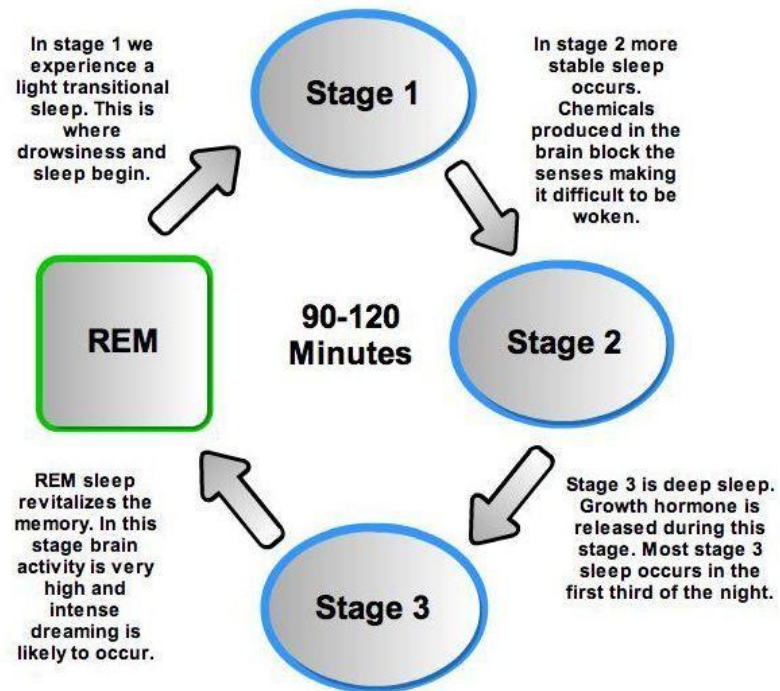 In stage 1 we
experience a
light transitional
sleep. This is
where
drowsiness and
sleep begin.
Stage 1
In stage 2 more
stable sleep
occurs.
Chemicals
produced in the
brain block the
senses making
it difficult to be
woken.
REM
90-120
Minutes
Stage 2
REM sleep
revitalizes the
memory. In this
stage brain
activity is very
high and
intense
dreaming is
likely to occur.
Stage 3
Stage 3 is deep sleep.
Growth hormone is
released during this
stage. Most stage 3
sleep occurs in the
first third of the night.